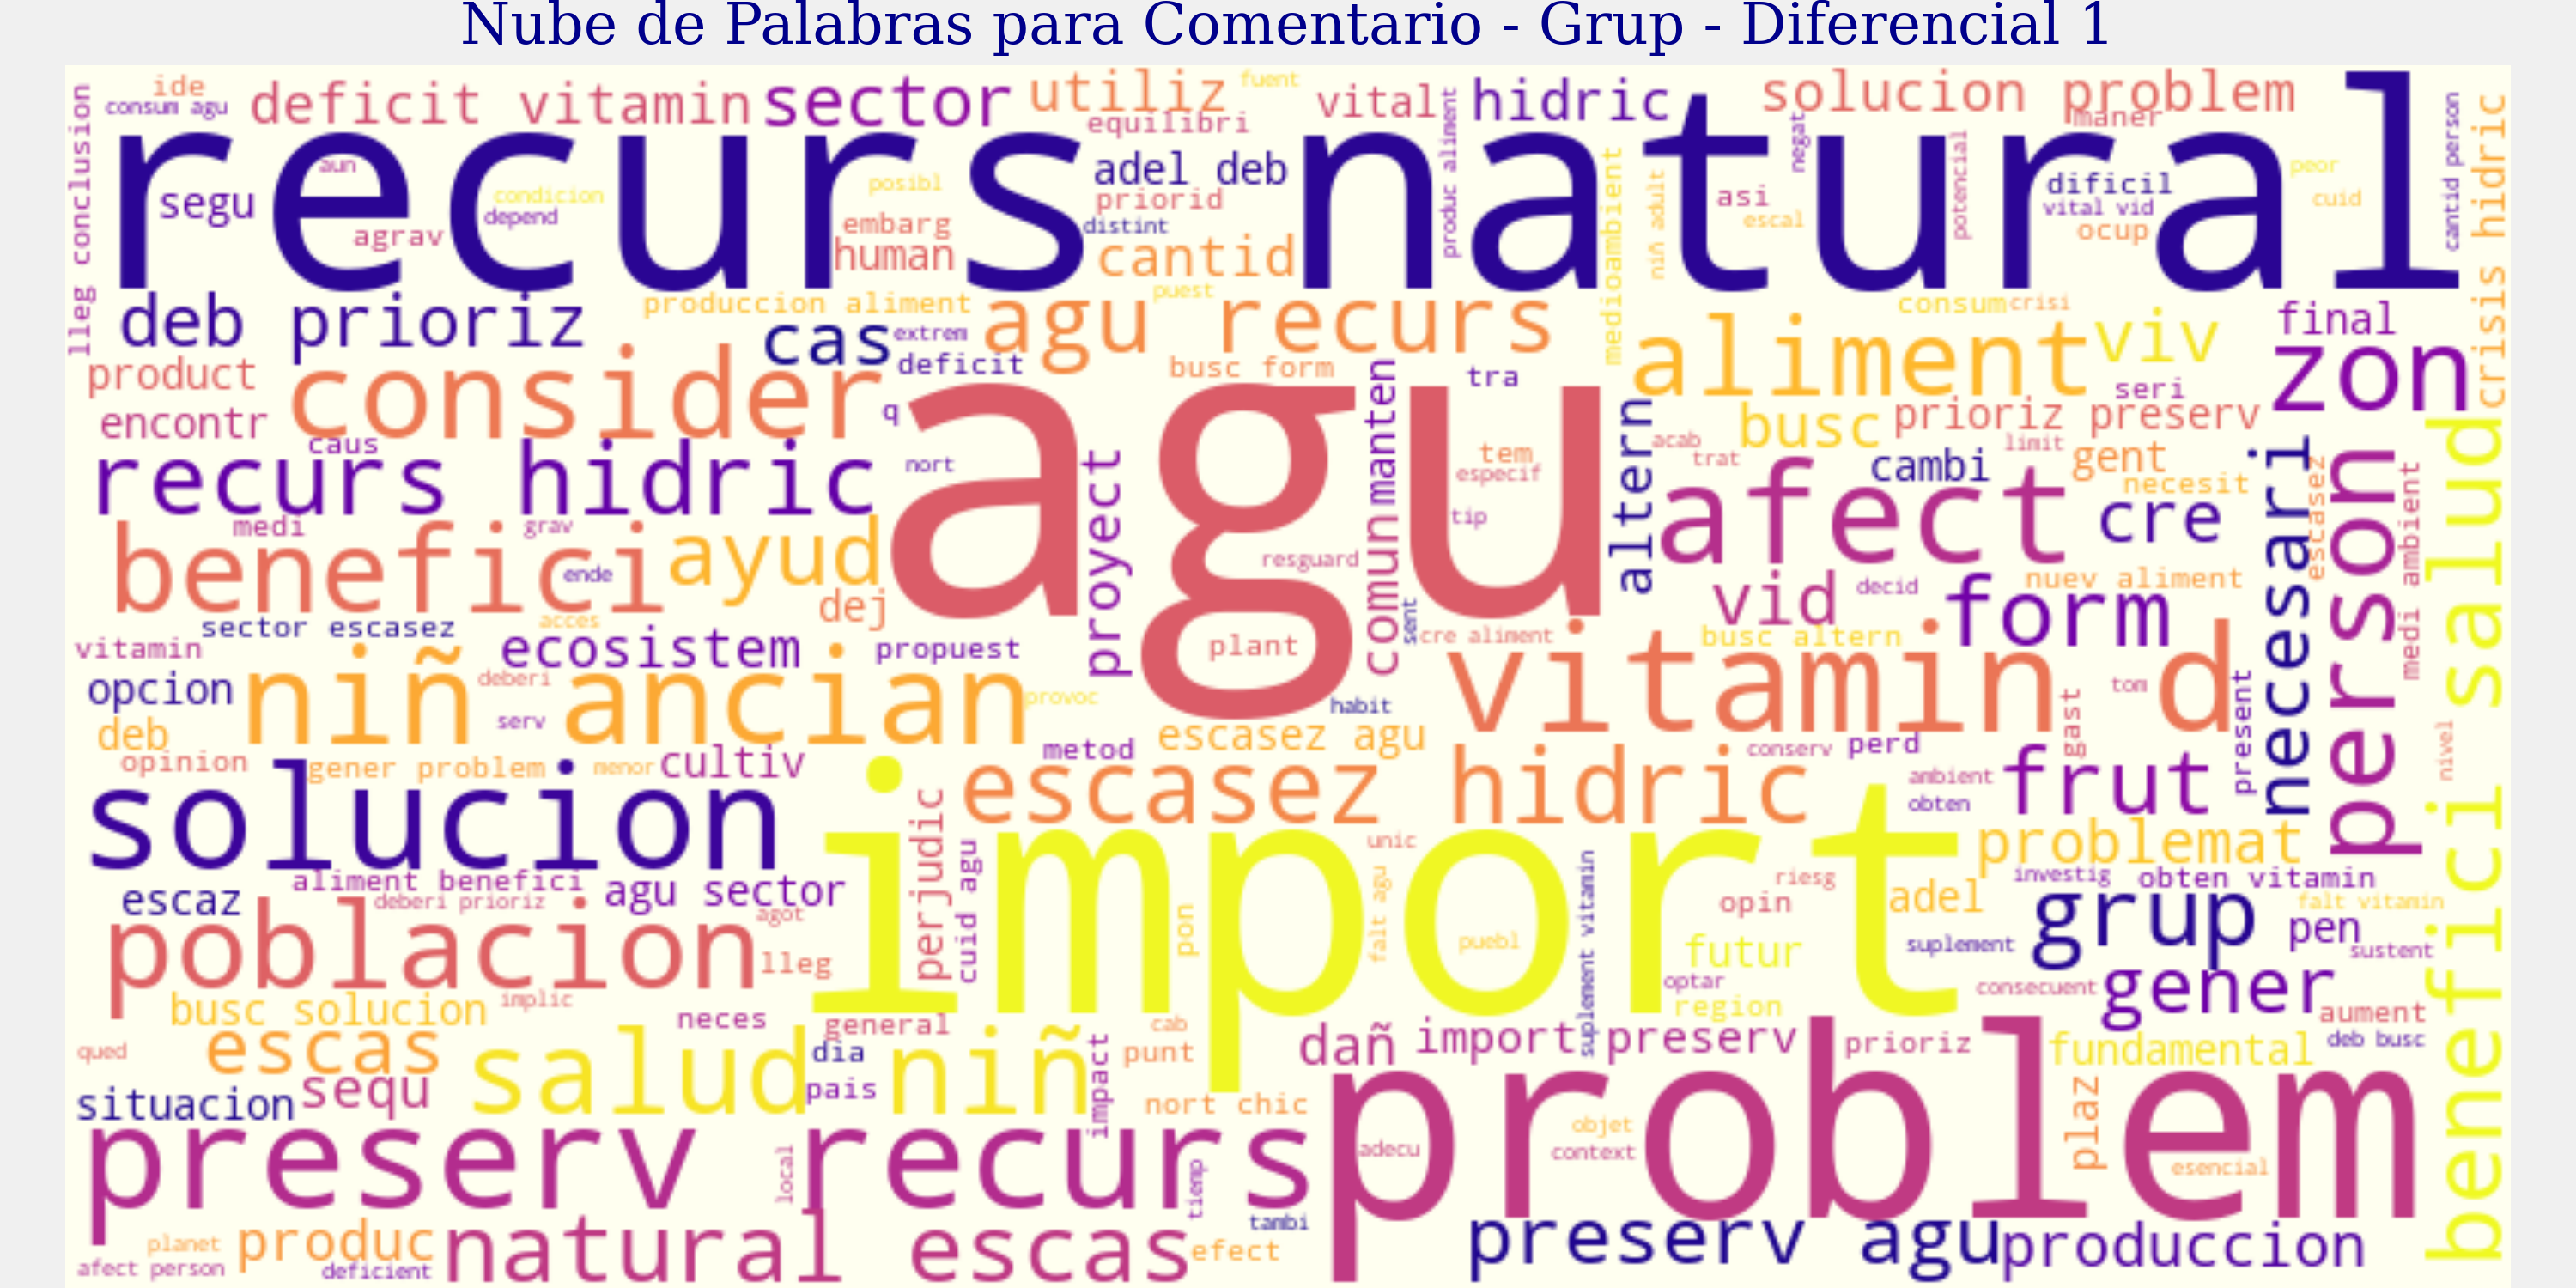 Nube de Palabras para Comentario - Grup - Diferencial 1
ide
consum agu
deficit vitamin
sector
utiliz
fuent
equilibri
vital
hidric
solucion problem
maner
lleg conclusion
recurs natural
aun
segu
condicion
depend
agrav
posibl
embarg
human
adel deb
priorid
distint
cantid
produc aliment
negat
medioambient
niñ adult
asi
escal
potencial
dificil
vital vid
ocup
peor
cuid
cantid person
crisis hidric
deb prioriz
produccion aliment
puest
cas
extrem
deficit
agu recurs
busc form
tra
consum
crisi
aliment
viv
seri
final
zon
product
encontr
consider
caus
q
agu
recurs hidric
nort
proyect
manten
comun
tem
especif
tip
resguard
plant
sent
altern
acab
trat
busc
prioriz preserv
limit
gent
cambi
necesit
afect
cre
necesari
escasez
person
medi ambient
benefici salud
medi
grav
benefici
ende
ayud
dej
acces
sector escasez
vitamin
ecosistem
propuest
vid
decid
nuev aliment
form
cre aliment
busc altern
vitamin d
tom
gast
present
opcion
niñ ancian
deberi
serv
provoc
habit
deb
opinion
gener problem
menor
cultiv
metod
escasez agu
conserv
perd
escasez hidric
ambient
obten
frut
nivel
solucion
import
perjudic
cuid agu
unic
falt agu
pon
puebl
suplement vitamin
problemat
riesg
investig
obten vitamin
opin
adel
falt vitamin
escaz
aliment benefici
deberi prioriz
agu sector
agot
poblacion
lleg
futur
suplement
grup
pen
sustent
optar
region
consecuent
gener
aument
busc solucion
implic
neces
general
cab
punt
dañ
import preserv
prioriz
fundamental
deb busc
qued
escas
salud
dia
pais
niñ
impact
situacion
sequ
nort chic
problem
plaz
objet
context
adecu
esencial
preserv recurs
local
tiemp
tambi
planet
afect person
produc
deficient
natural escas
efect
preserv agu
produccion